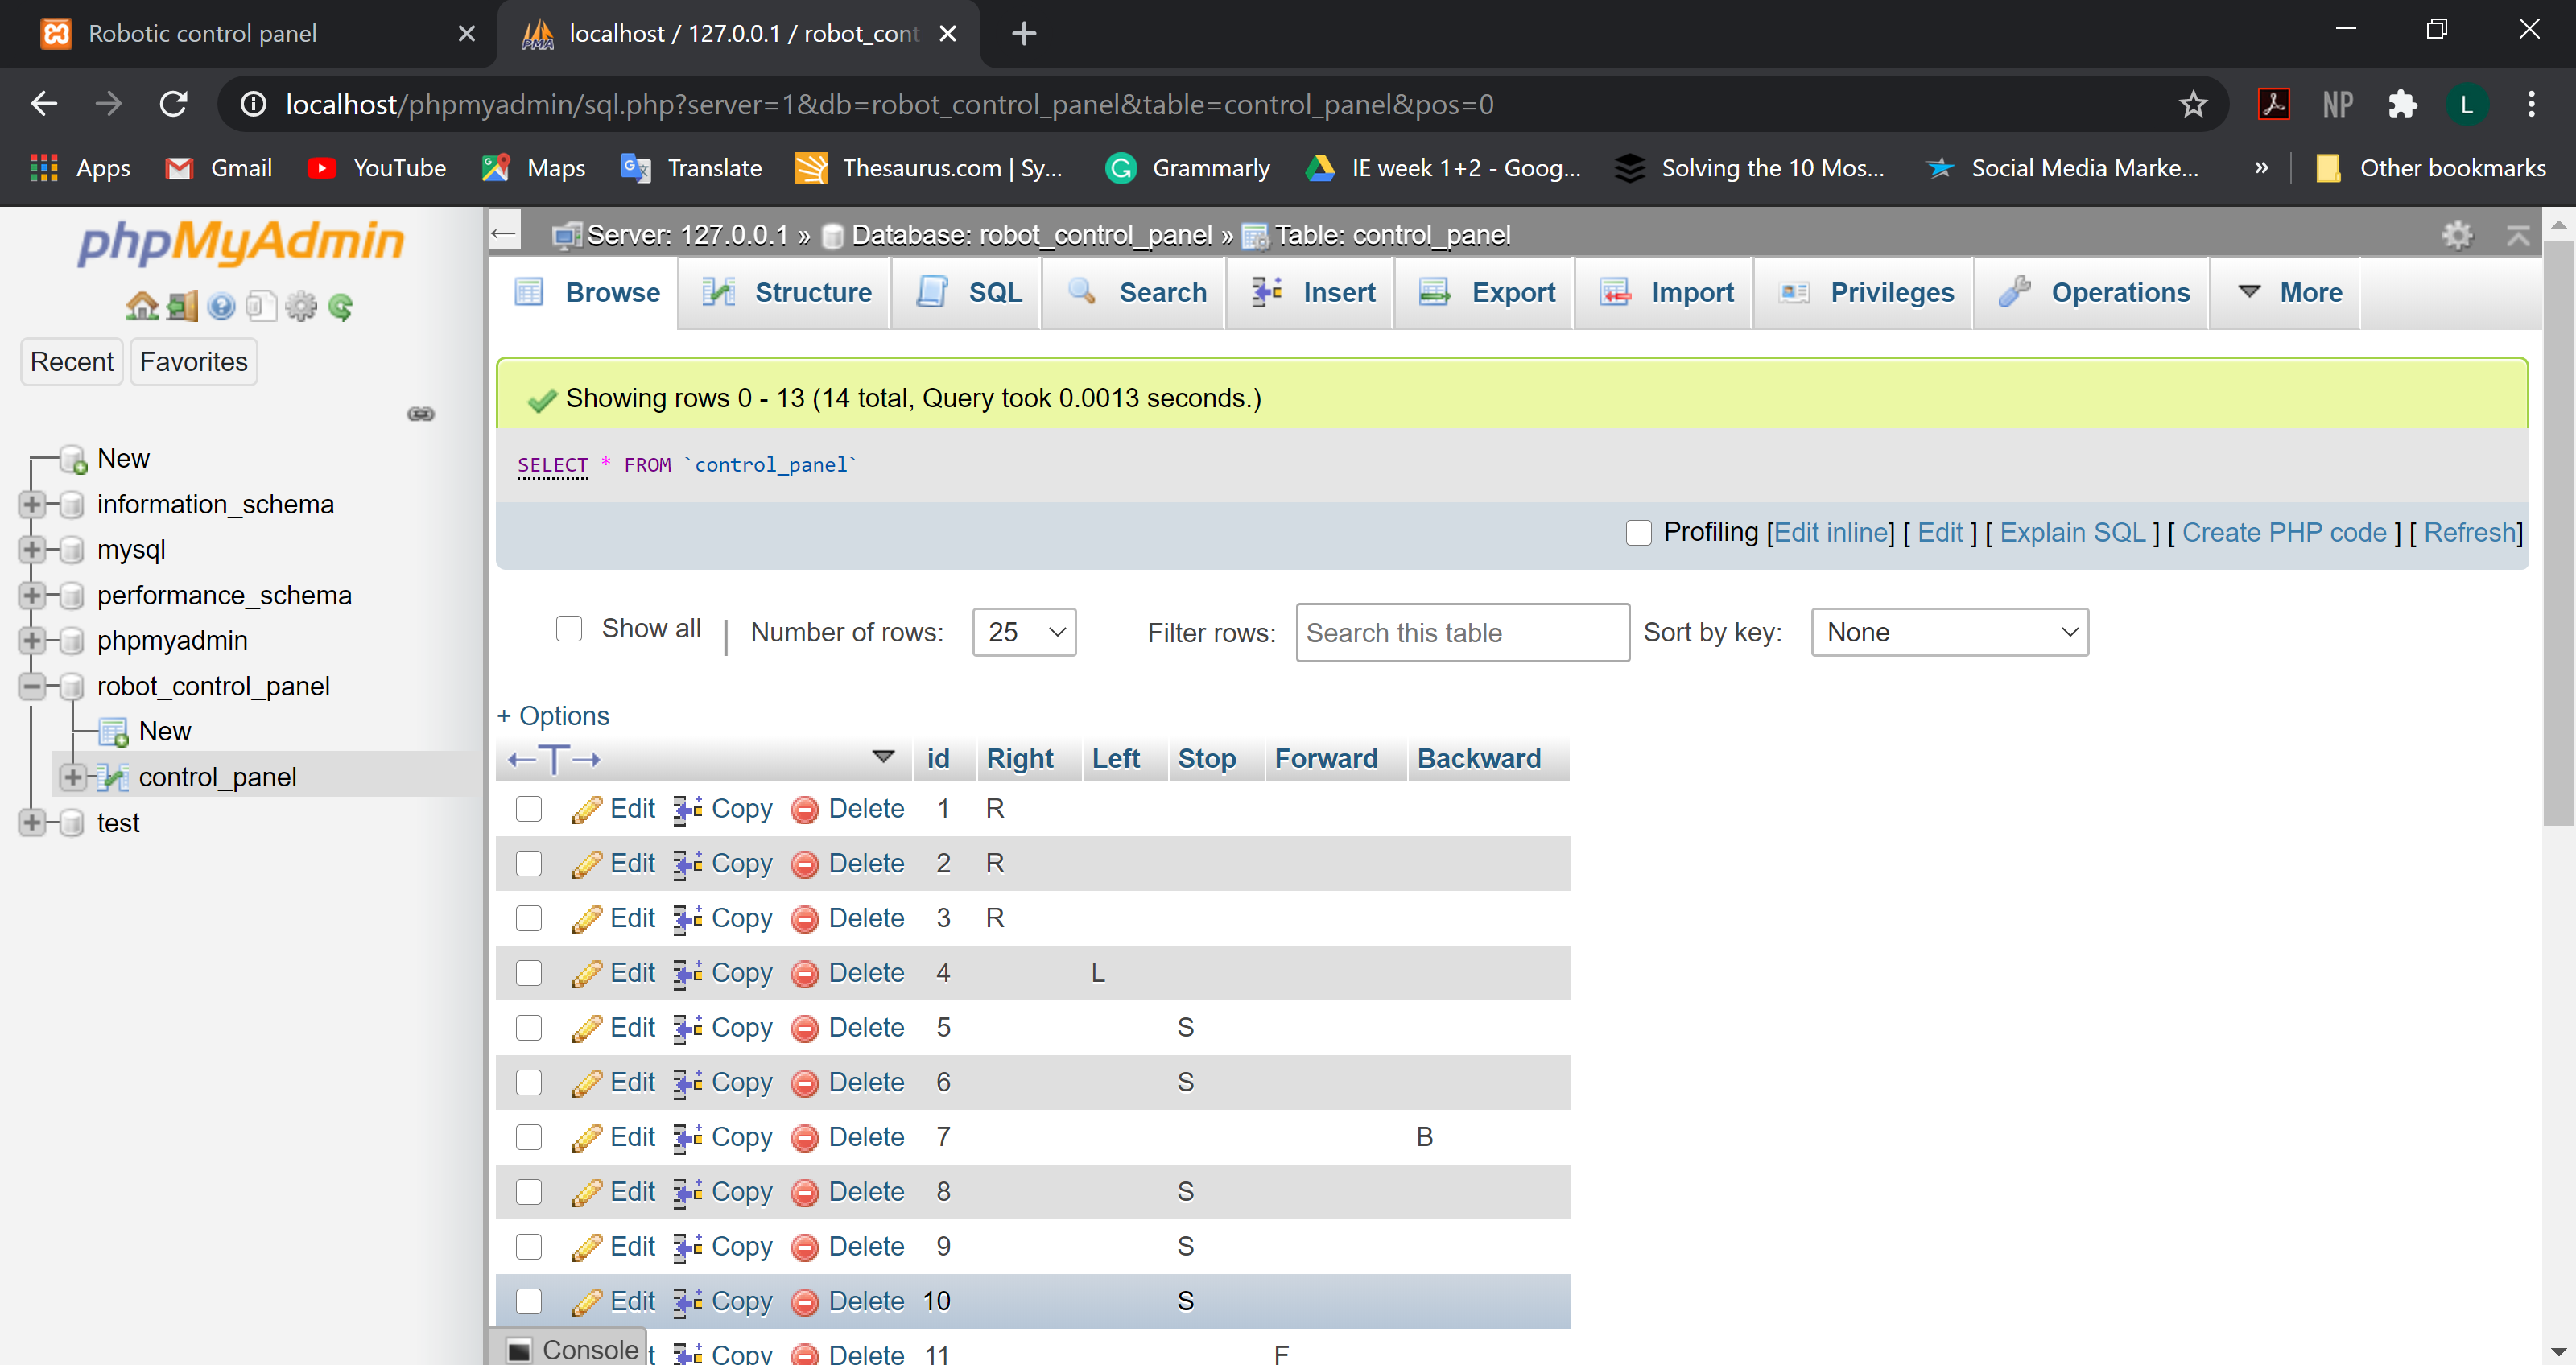 Robotic control panel
localhost / 127.0.0.1 / robot_cont
localhost/phpmyadmin/sql.php?server=1&db=robot_control_panel&table=control_panel&pos=0
NP
L
Apps Gmail YouTube Maps Translate Thesaurus.com | Sy... Grammarly IE week 1+2 - Goog... Solving the 10 Mos... Social Media Marke... » Other bookmarks
phpMyAdmin
Recent Favorites
New
information_schema
mysql
performance_schema
phpmyadmin
robot_control_panel
New
control_panel
test
Server: 127.0.0.1 » Database: robot_control_panel » Table: control_panel
Browse Structure SQL Search Insert Export Import Privileges Operations More
Showing rows 0 - 13 (14 total, Query took 0.0013 seconds.)
SELECT * FROM `control_panel`
Profiling [Edit inline] [ Edit ] [ Explain SQL ] [ Create PHP code ] [ Refresh]
Show all | Number of rows: 25 Filter rows: Search this table Sort by key: None
+ Options
←T→ id Right Left Stop Forward Backward
Edit Copy Delete 1 R
Edit Copy Delete 2 R
Edit Copy Delete 3 R
Edit Copy Delete 4 L
Edit Copy Delete 5 S
Edit Copy Delete 6 S
Edit Copy Delete 7 B
Edit Copy Delete 8 S
Edit Copy Delete 9 S
Edit Copy Delete 10 S
Console t Copy Delete 11 F